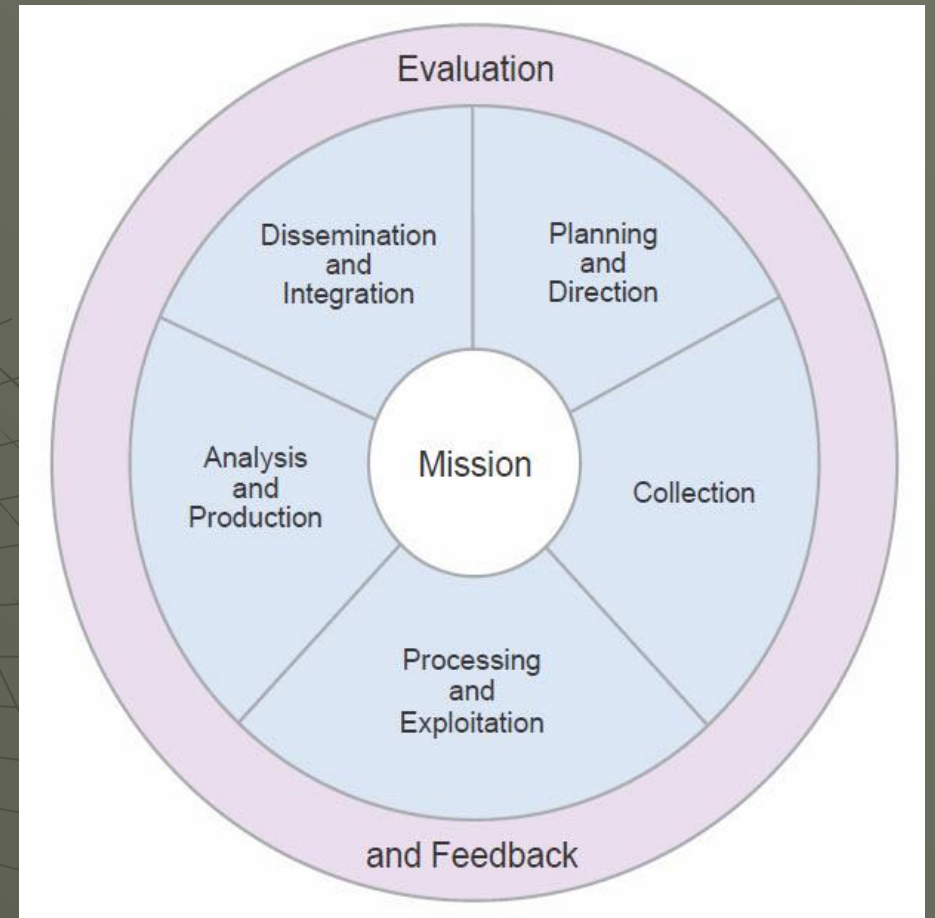 Evaluation
Dissemination
and
Integration
Planning
and
Direction
Analysis
and
Production
Mission
Collection
Processing
and
Exploitation
and Feedback